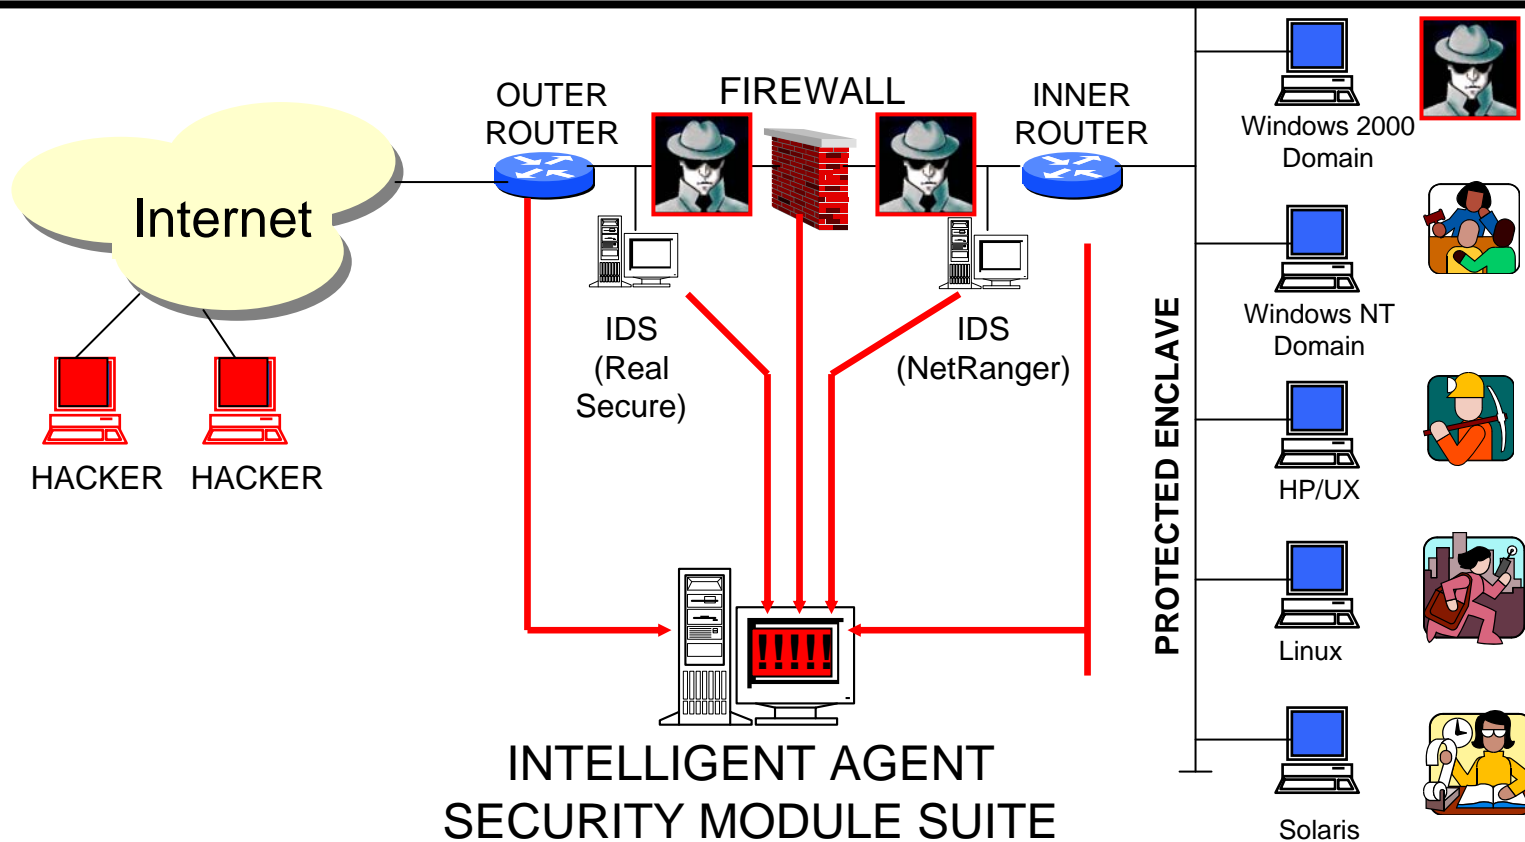 OUTER
ROUTER
FIREWALL
INNER
ROUTER
Internet
HACKER
HACKER
IDS
(Real
Secure)
IDS
(NetRanger)
PROTECTED ENCLAVE
Windows 2000
Domain
Windows NT
Domain
HP/UX
Linux
Solaris
!!!!!
INTELLIGENT AGENT
SECURITY MODULE SUITE